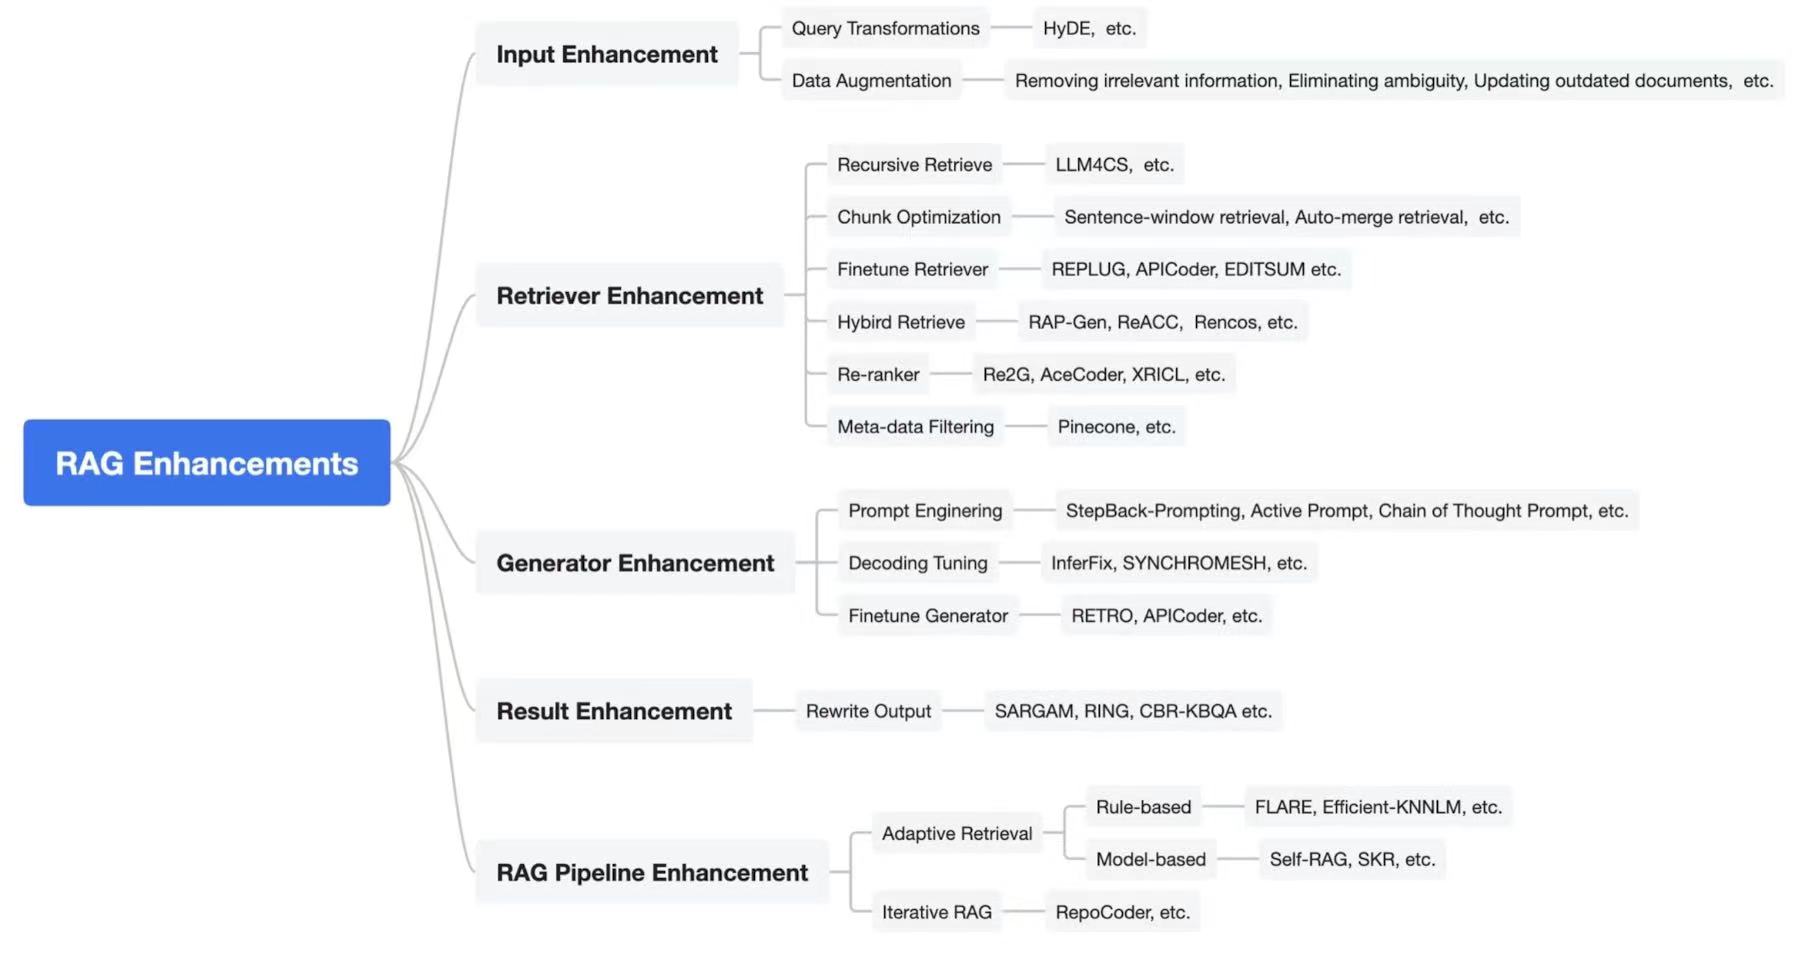 RAG Enhancements
Input Enhancement
Query Transformations
HyDE, etc.
Data Augmentation
Removing irrelevant information, Eliminating ambiguity, Updating outdated documents, etc.
Retriever Enhancement
Recursive Retrieve
LLM4CS, etc.
Chunk Optimization
Sentence-window retrieval, Auto-merge retrieval, etc.
Finetune Retriever
REPLUG, APICoder, EDITSUM etc.
Hybird Retrieve
RAP-Gen, ReACC, Rencos, etc.
Re-ranker
Re2G, AceCoder, XRICL, etc.
Meta-data Filtering
Pinecone, etc.
Generator Enhancement
Prompt Enginering
StepBack-Prompting, Active Prompt, Chain of Thought Prompt, etc.
Decoding Tuning
InferFix, SYNCHROMESH, etc.
Finetune Generator
RETRO, APICoder, etc.
Result Enhancement
Rewrite Output
SARGAM, RING, CBR-KBQA etc.
RAG Pipeline Enhancement
Adaptive Retrieval
Rule-based
FLARE, Efficient-KNNLM, etc.
Model-based
Self-RAG, SKR, etc.
Iterative RAG
RepoCoder, etc.